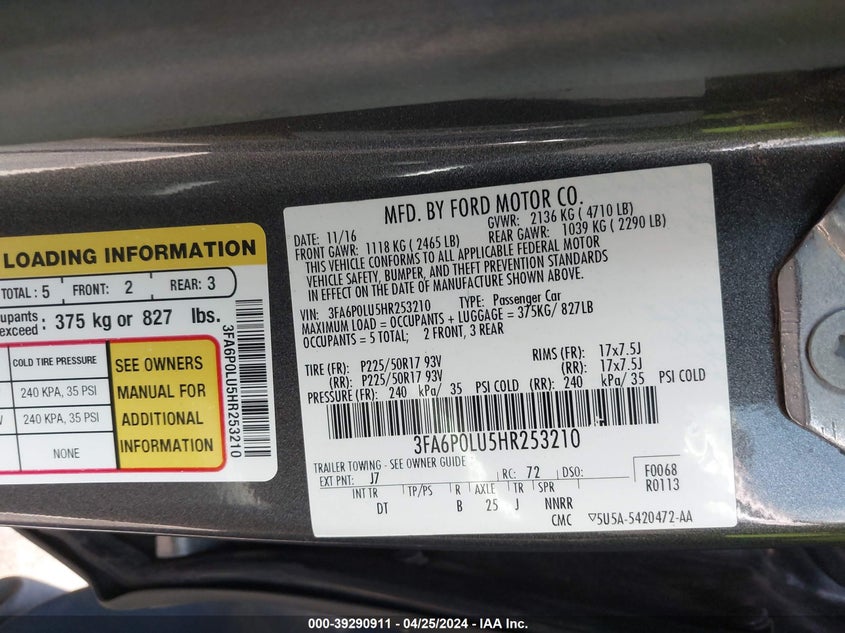 LOADING INFORMATION
TOTAL : 5 FRONT: 2 REAR: 3
upants
exceed : 375 kg or 827 lbs.
COLD TIRE PRESSURE
240 KPA, 35 PSI
240 KPA, 35 PSI
NONE
SEE OWNERS
MANUAL FOR
ADDITIONAL
INFORMATION
3FA6P0LU5HR253210
MFD. BY FORD MOTOR CO.
DATE: 11/16 GVWR: 2136 KG ( 4710 LB)
FRONT GAWR: 1118 KG ( 2465 LB) REAR GAWR: 1039 KG ( 2290 LB)
THIS VEHICLE CONFORMS TO ALL APPLICABLE FEDERAL MOTOR
VEHICLE SAFETY, BUMPER, AND THEFT PREVENTION STANDARDS
IN EFFECT ON THE DATE OF MANUFACTURE SHOWN ABOVE.
VIN: 3FA6P0LU5HR253210 TYPE: Passenger Car
MAXIMUM LOAD = OCCUPANTS + LUGGAGE = 375KG/ 827LB
OCCUPANTS = 5 TOTAL; 2 FRONT, 3 REAR
TIRE (FR): P225/50R17 93V RIMS (FR): 17x7.5J
(RR): P225/50R17 93V (RR): 17x7.5J
PRESSURE (FR): 240 kPa/ 35 PSI COLD (RR): 240 kPa/ 35 PSI COLD
3FA6P0LU5HR253210
TRAILER TOWING - SEE OWNER GUIDE
EXT PNT: J7 RC: 72 DSO: F0068
R0113
INT TR TP/PS R AXLE TR SPR
DT B 25 J NNRR
CMC ▽5U5A-5420472-AA
000-39290911 - 04/25/2024 - IAA Inc.